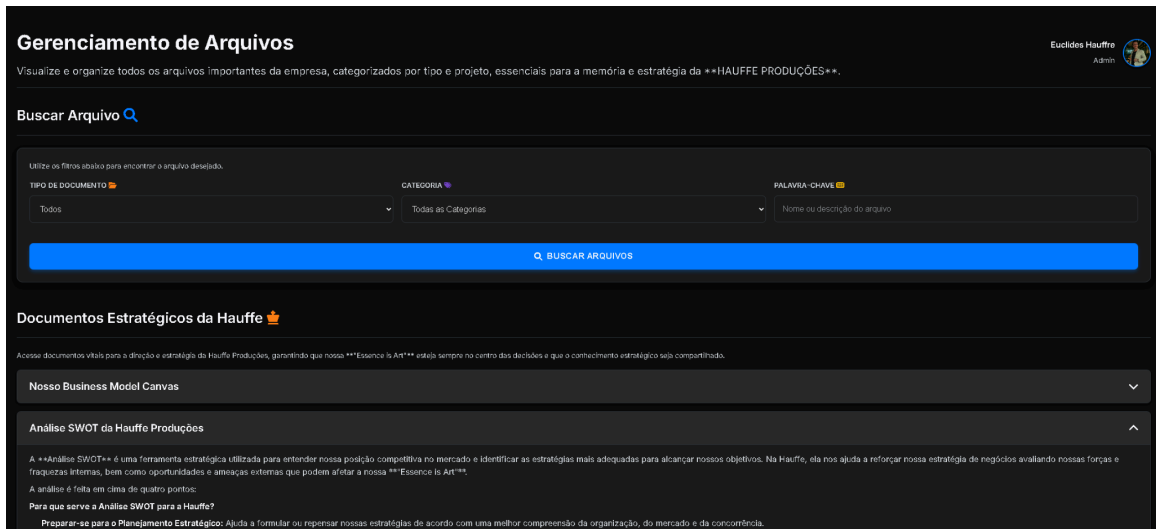 Gerenciamento de Arquivos
Euclides Hauffre
Admin
Visualize e organize todos os arquivos importantes da empresa, categorizados por tipo e projeto, essenciais para a memória e estratégia da **HAUFFE PRODUÇÕES**.
Buscar Arquivo
Utilize os filtros abaixo para encontrar o arquivo desejado.
TIPO DE DOCUMENTO
CATEGORIA
PALAVRA-CHAVE
Todos
Todas as Categorias
Nome ou descrição do arquivo
BUSCAR ARQUIVOS
Documentos Estratégicos da Hauffe
Acesse documentos vitais para a direção e estratégia da Hauffe Produções, garantindo que nossa **"Essence is Art"** esteja sempre no centro das decisões e que o conhecimento estratégico seja compartilhado.
Nosso Business Model Canvas
Análise SWOT da Hauffe Produções
A **Análise SWOT** é uma ferramenta estratégica utilizada para entender nossa posição competitiva no mercado e identificar as estratégias mais adequadas para alcançar nossos objetivos. Na Hauffe, ela nos ajuda a reforçar nossa estratégia de negócios avaliando nossas forças e
fraquezas internas, bem como oportunidades e ameaças externas que podem afetar a nossa **"Essence is Art"**.
A análise é feita em cima de quatro pontos:
Para que serve a Análise SWOT para a Hauffe?
Preparar-se para o Planejamento Estratégico: Ajuda a formular ou repensar nossas estratégias de acordo com uma melhor compreensão da organização, do mercado e da concorrência.